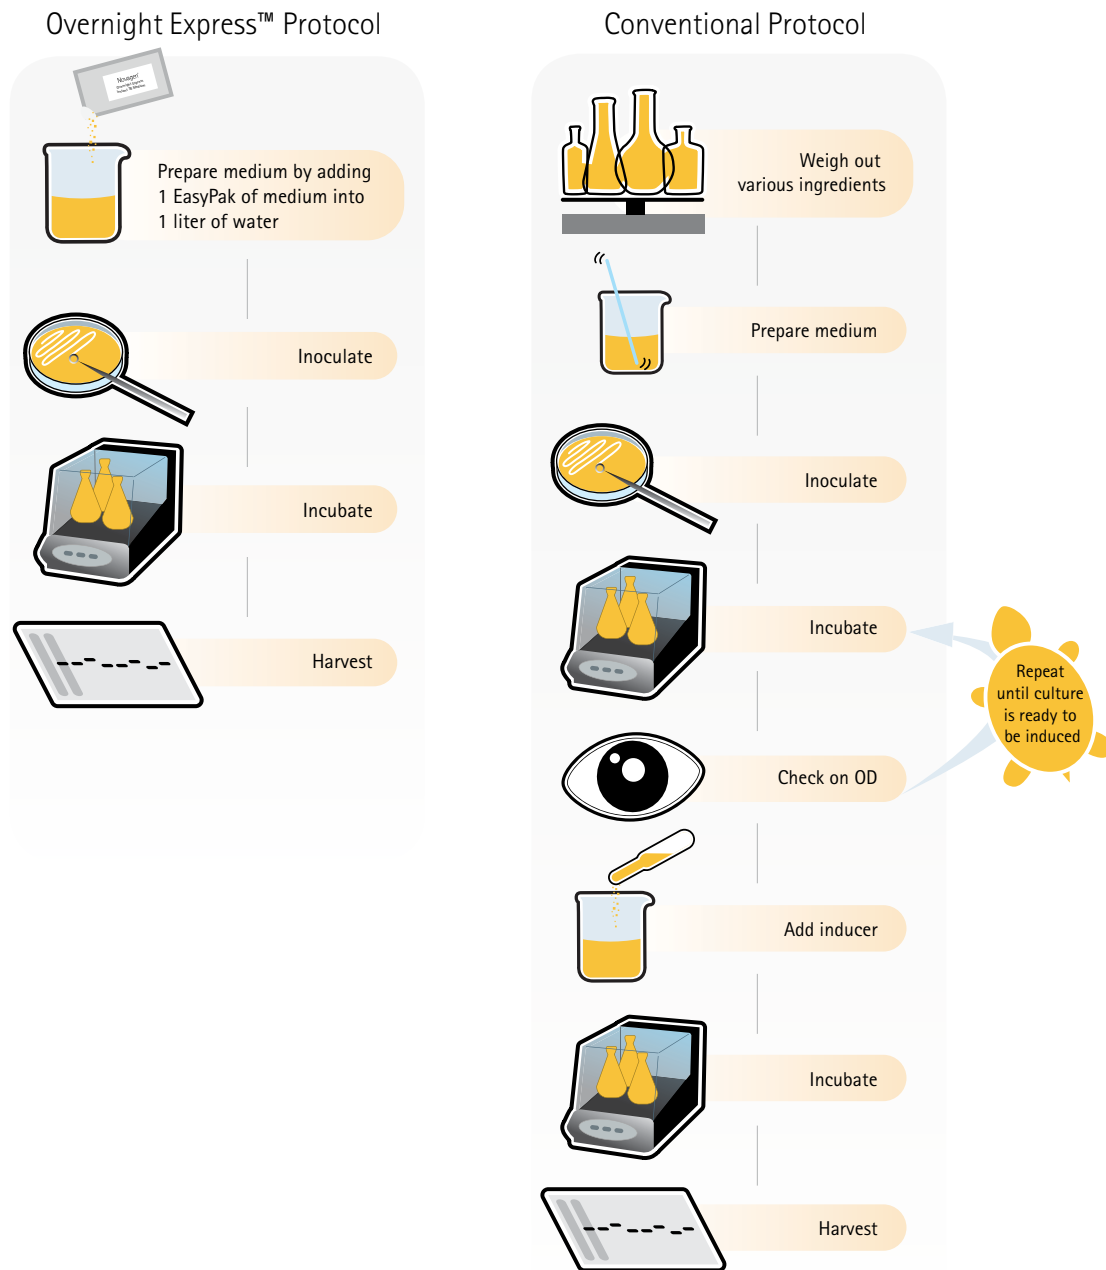 Overnight Express™ Protocol
Novagen
Prepare medium by adding
1 EasyPak of medium into
1 liter of water
Inoculate
Incubate
Harvest
Conventional Protocol
Weigh out
various ingredients
Prepare medium
Inoculate
Incubate
Repeat
until culture
is ready to
be induced
Check on OD
Add inducer
Incubate
Harvest